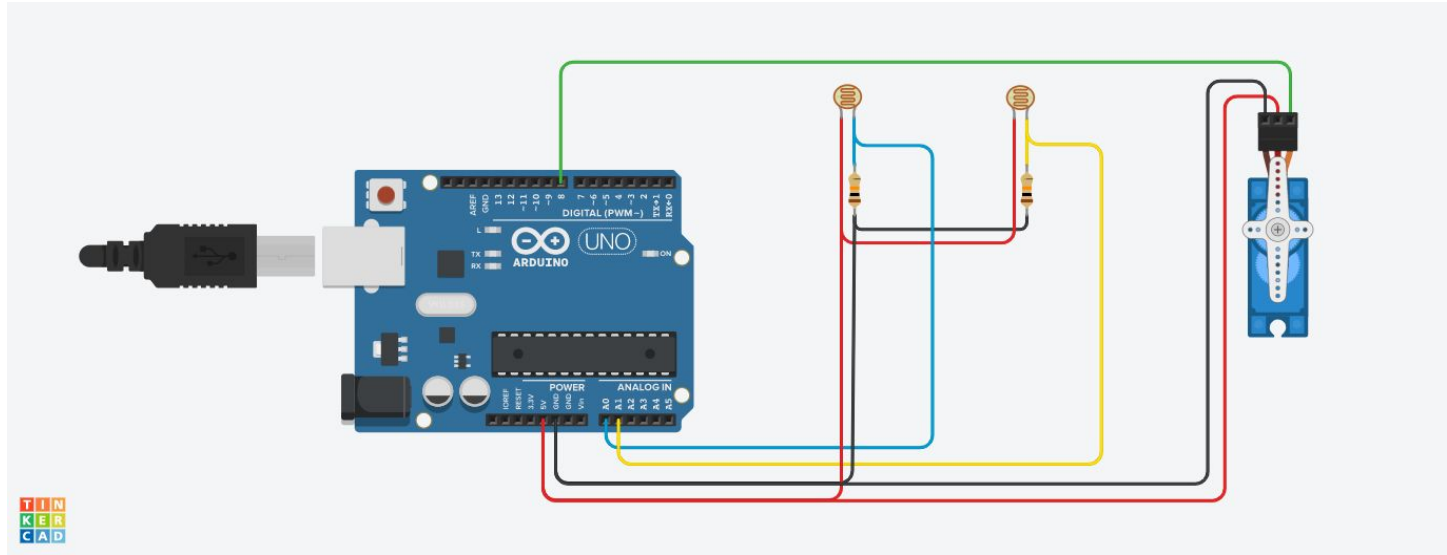 AREF
GND
13
12
~11
~10
~9
8
7
~6
~5
4
~3
2
TX→1
RX←0
DIGITAL (PWM~)
L
TX
RX
UNO
ARDUINO
ON
POWER
ANALOG IN
IOREF
RESET
3.3V
5V
GND
GND
Vin
A0
A1
A2
A3
A4
A5
TIN
KER
CAD